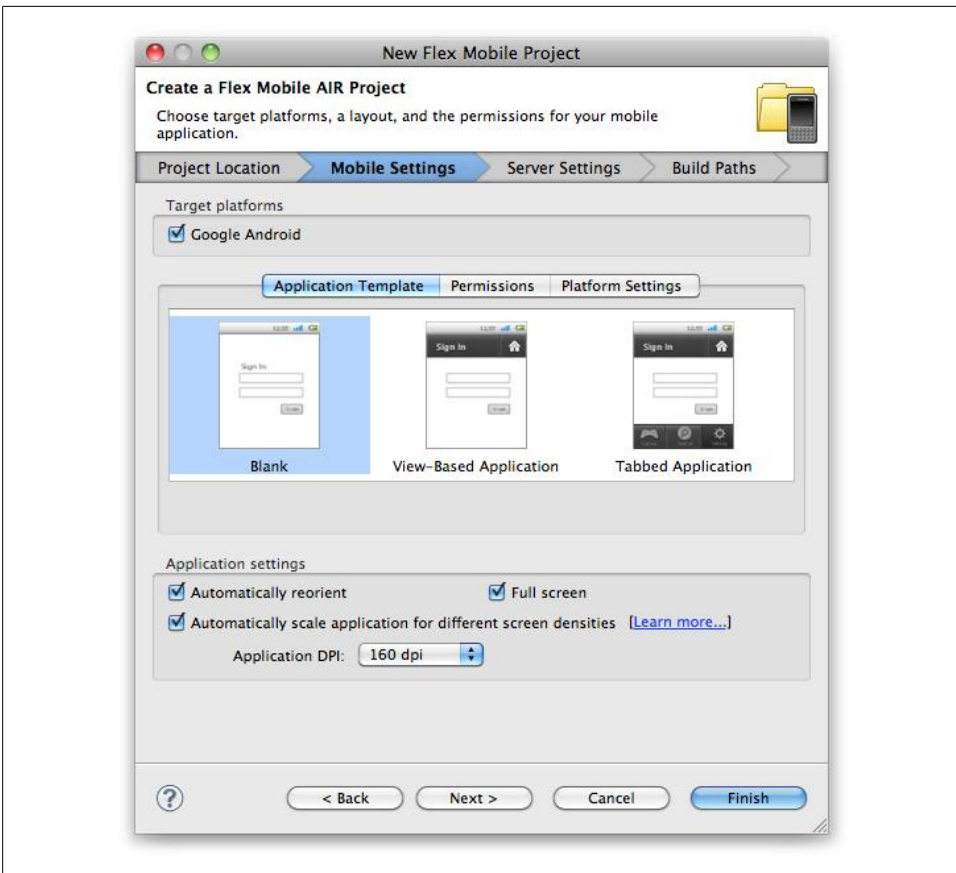 New Flex Mobile Project
Create a Flex Mobile AIR Project
Choose target platforms, a layout, and the permissions for your mobile
application.
Project Location
Mobile Settings
Server Settings
Build Paths
Target platforms
Google Android
Application Template
Permissions
Platform Settings
Sign In
Sign In
Sign In
Blank
View-Based Application
Tabbed Application
Application settings
Automatically reorient
Full screen
Automatically scale application for different screen densities [Learn more...]
Application DPI: 160 dpi
?
< Back
Next >
Cancel
Finish